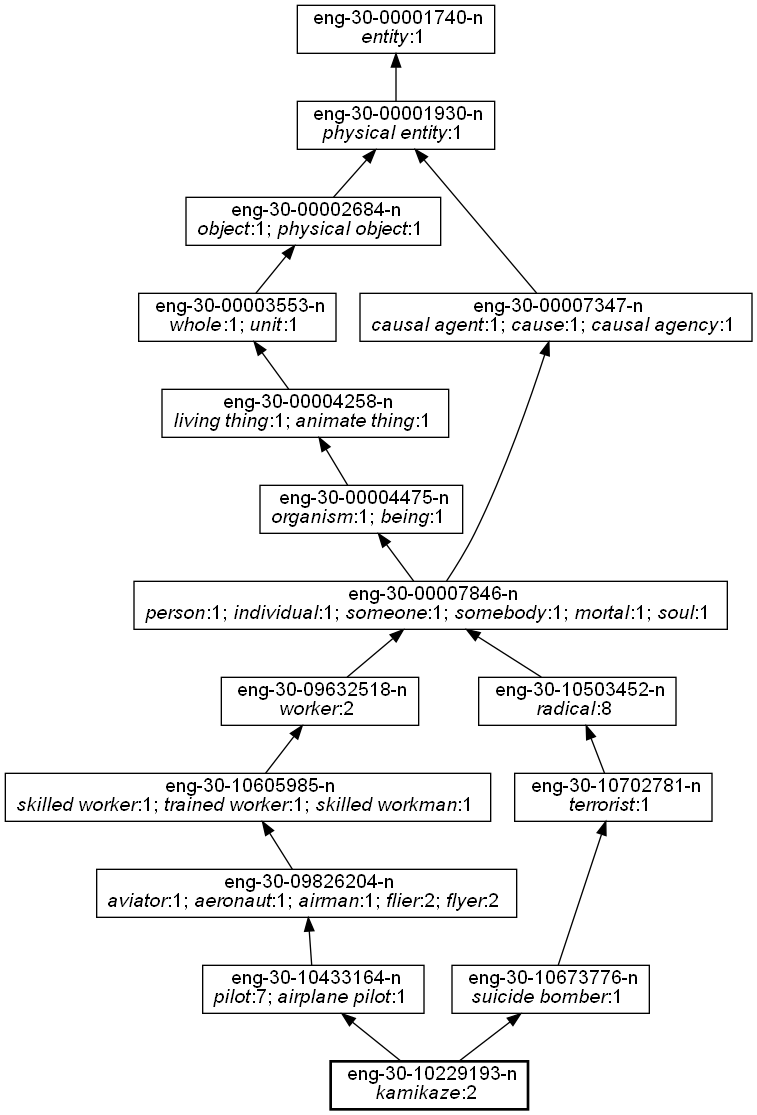 eng-30-00001740-n
entity:1
eng-30-00001930-n
physical entity:1
eng-30-00002684-n
object:1; physical object:1
eng-30-00003553-n
whole:1; unit:1
eng-30-00007347-n
causal agent:1; cause:1; causal agency:1
eng-30-00004258-n
living thing:1; animate thing:1
eng-30-00004475-n
organism:1; being:1
eng-30-00007846-n
person:1; individual:1; someone:1; somebody:1; mortal:1; soul:1
eng-30-09632518-n
worker:2
eng-30-10503452-n
radical:8
eng-30-10605985-n
skilled worker:1; trained worker:1; skilled workman:1
eng-30-10702781-n
terrorist:1
eng-30-09826204-n
aviator:1; aeronaut:1; airman:1; flier:2; flyer:2
eng-30-10433164-n
pilot:7; airplane pilot:1
eng-30-10673776-n
suicide bomber:1
eng-30-10229193-n
kamikaze:2